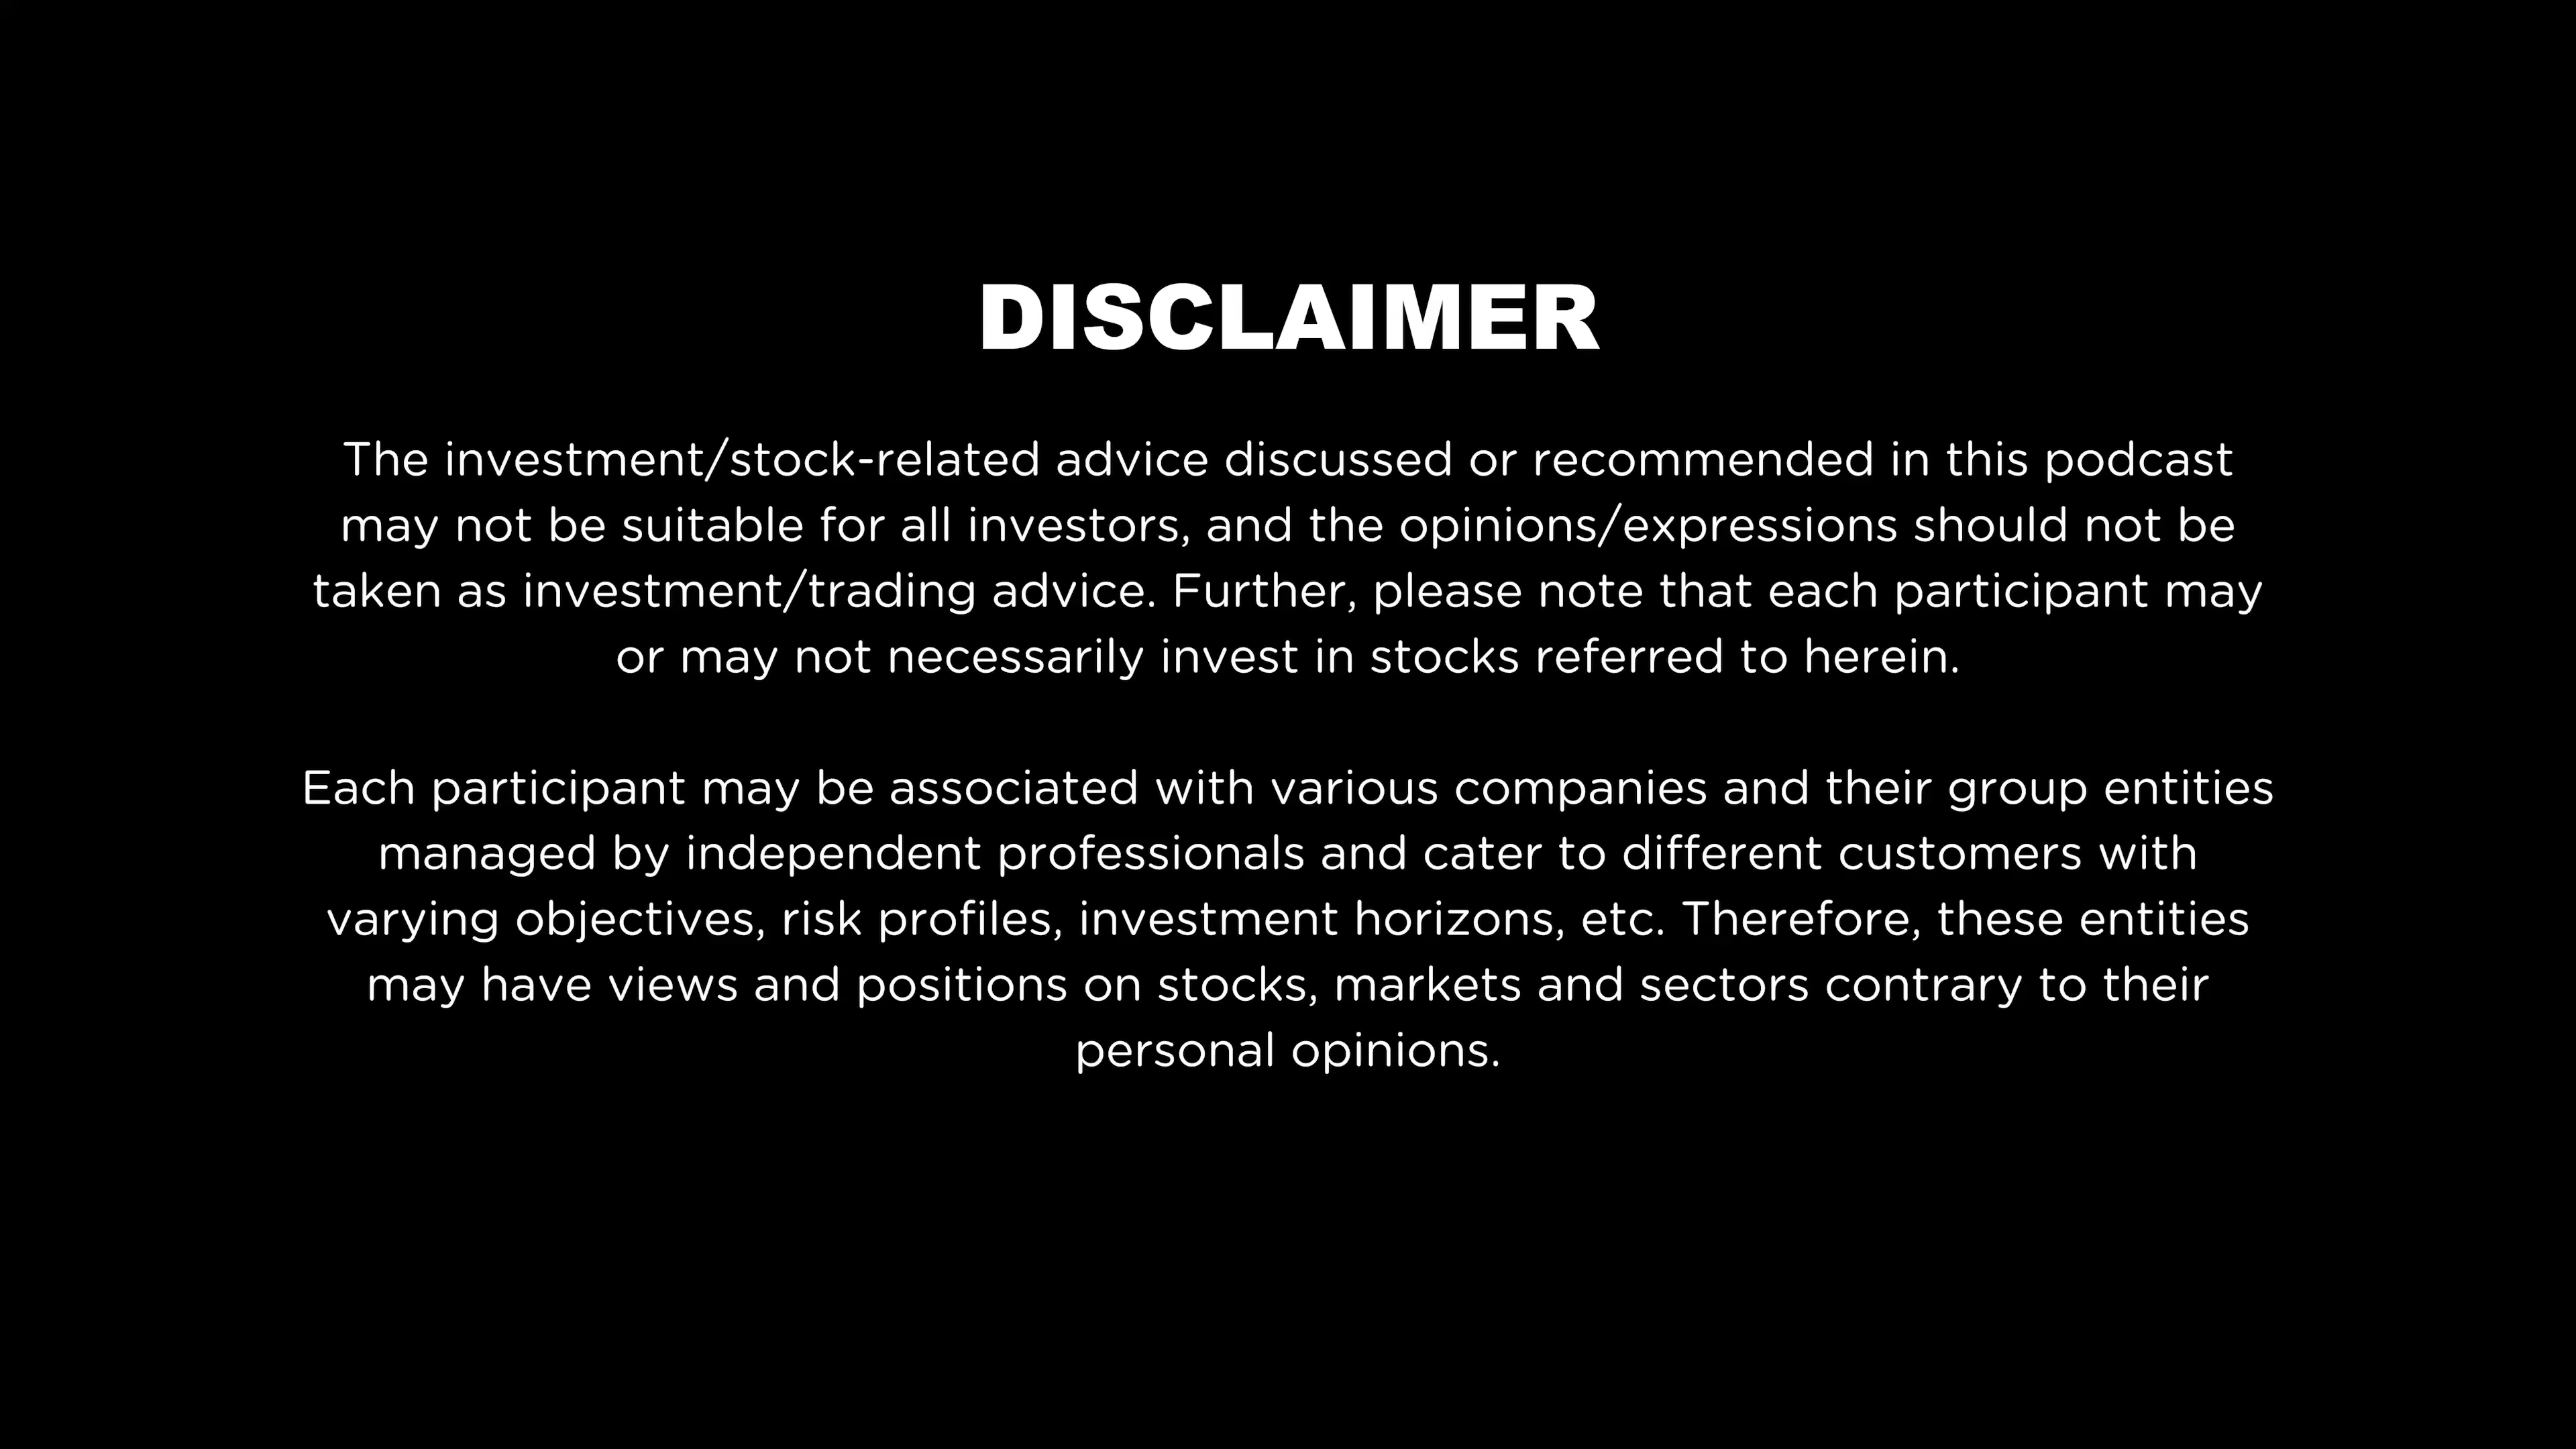 DISCLAIMER
The investment/stock-related advice discussed or recommended in this podcast
may not be suitable for all investors, and the opinions/expressions should not be
taken as investment/trading advice. Further, please note that each participant may
or may not necessarily invest in stocks referred to herein.
Each participant may be associated with various companies and their group entities
managed by independent professionals and cater to different customers with
varying objectives, risk profiles, investment horizons, etc. Therefore, these entities
may have views and positions on stocks, markets and sectors contrary to their
personal opinions.